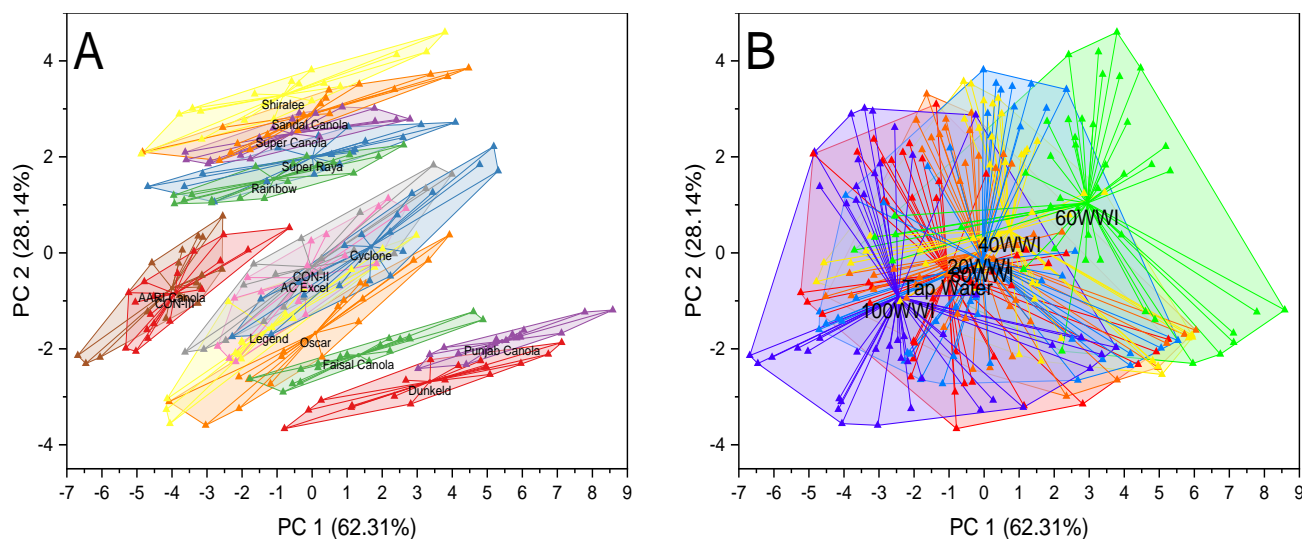 A
PC 2 (28.14%)
4
2
0
-2
-4
Shiralee
Sandal Canola
Super Canola
Super Raya
Rainbow
Cyclone
CON-II
AC Excel
AARI Canola
CON-III
Legend
Oscar
Faisal Canola
Punjab Canola
Dunkeld
-7 -6 -5 -4 -3 -2 -1 0 1 2 3 4 5 6 7 8 9
PC 1 (62.31%)
B
PC 2 (28.14%)
4
2
0
-2
-4
60WWI
40WWI
20WWI
80WWI
Tap Water
100WWI
-7 -6 -5 -4 -3 -2 -1 0 1 2 3 4 5 6 7 8 9
PC 1 (62.31%)